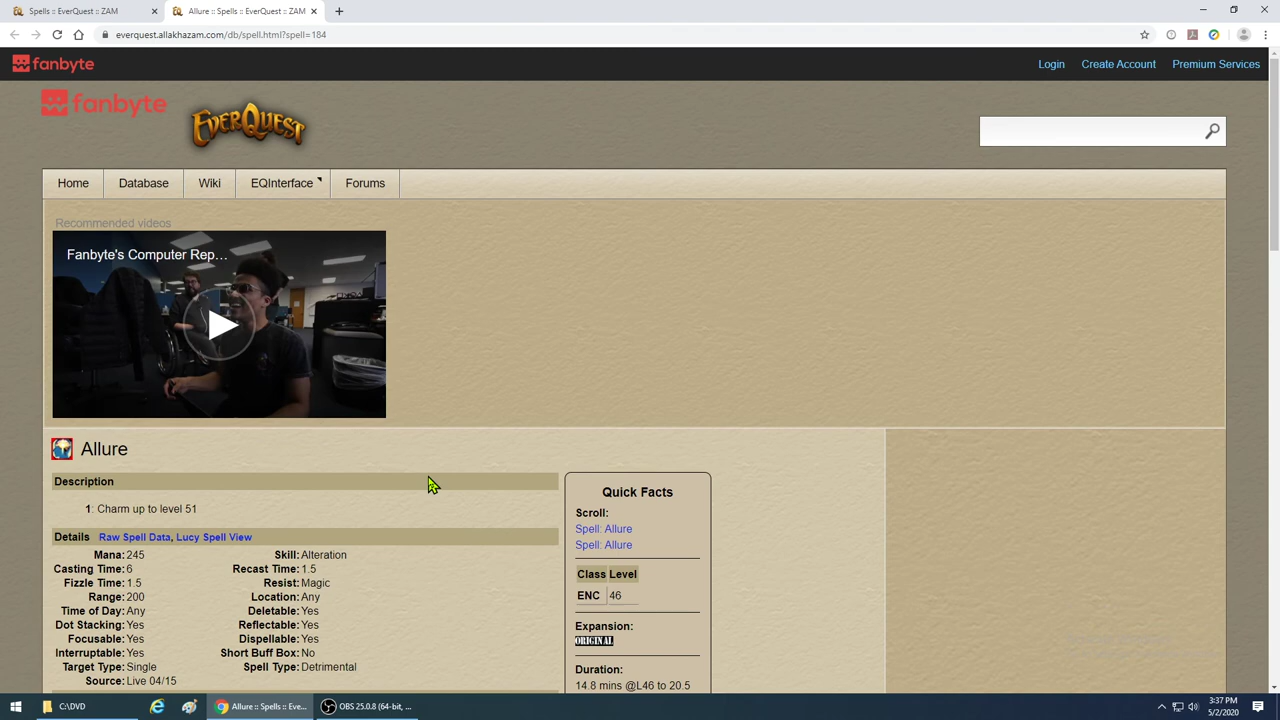 Spells :: EverQuest :: ZAM
Allure :: Spells :: EverQuest :: ZAM
everquest.allakhazam.com/db/spell.html?spell=184
fanbyte
Login Create Account Premium Services
fanbyte
EVERQUEST
Home Database Wiki EQInterface Forums
Recommended videos
Fanbyte's Computer Rep...
Allure
Description
1: Charm up to level 51
Details Raw Spell Data, Lucy Spell View
Mana: 245 Skill: Alteration
Casting Time: 6 Recast Time: 1.5
Fizzle Time: 1.5 Resist: Magic
Range: 200 Location: Any
Time of Day: Any Deletable: Yes
Dot Stacking: Yes Reflectable: Yes
Focusable: Yes Dispellable: Yes
Interruptable: Yes Short Buff Box: No
Target Type: Single Spell Type: Detrimental
Source: Live 04/15
Quick Facts
Scroll:
Spell: Allure
Spell: Allure
Class Level
ENC 46
Expansion:
ORIGINAL
Duration:
14.8 mins @L46 to 20.5
C:\DVD
Allure :: Spells :: Eve...
OBS 25.0.8 (64-bit, ...
3:37 PM
5/2/2020